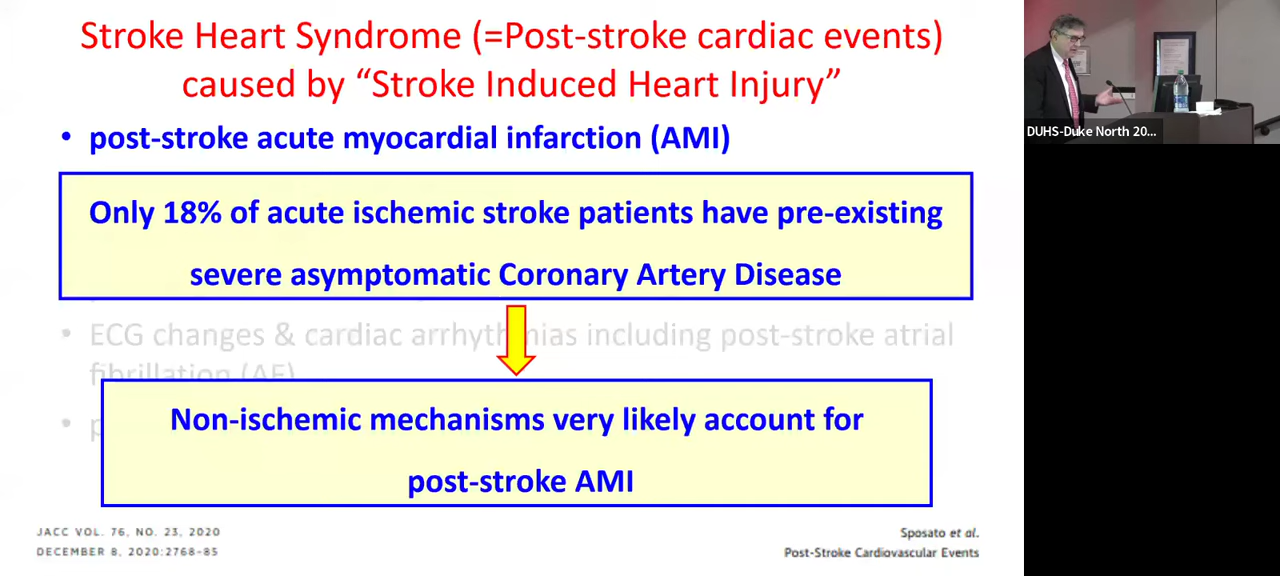 Stroke Heart Syndrome (=Post-stroke cardiac events)
caused by “Stroke Induced Heart Injury”
• post-stroke acute myocardial infarction (AMI)
Only 18% of acute ischemic stroke patients have pre-existing
severe asymptomatic Coronary Artery Disease
• ECG changes & cardiac arrhythmias including post-stroke atrial
fibrillation (AF)
Non-ischemic mechanisms very likely account for
post-stroke AMI
JACC VOL. 76, NO. 23, 2020
DECEMBER 8, 2020:2768–85
Sposato et al.
Post-Stroke Cardiovascular Events
DUHS-Duke North 20...